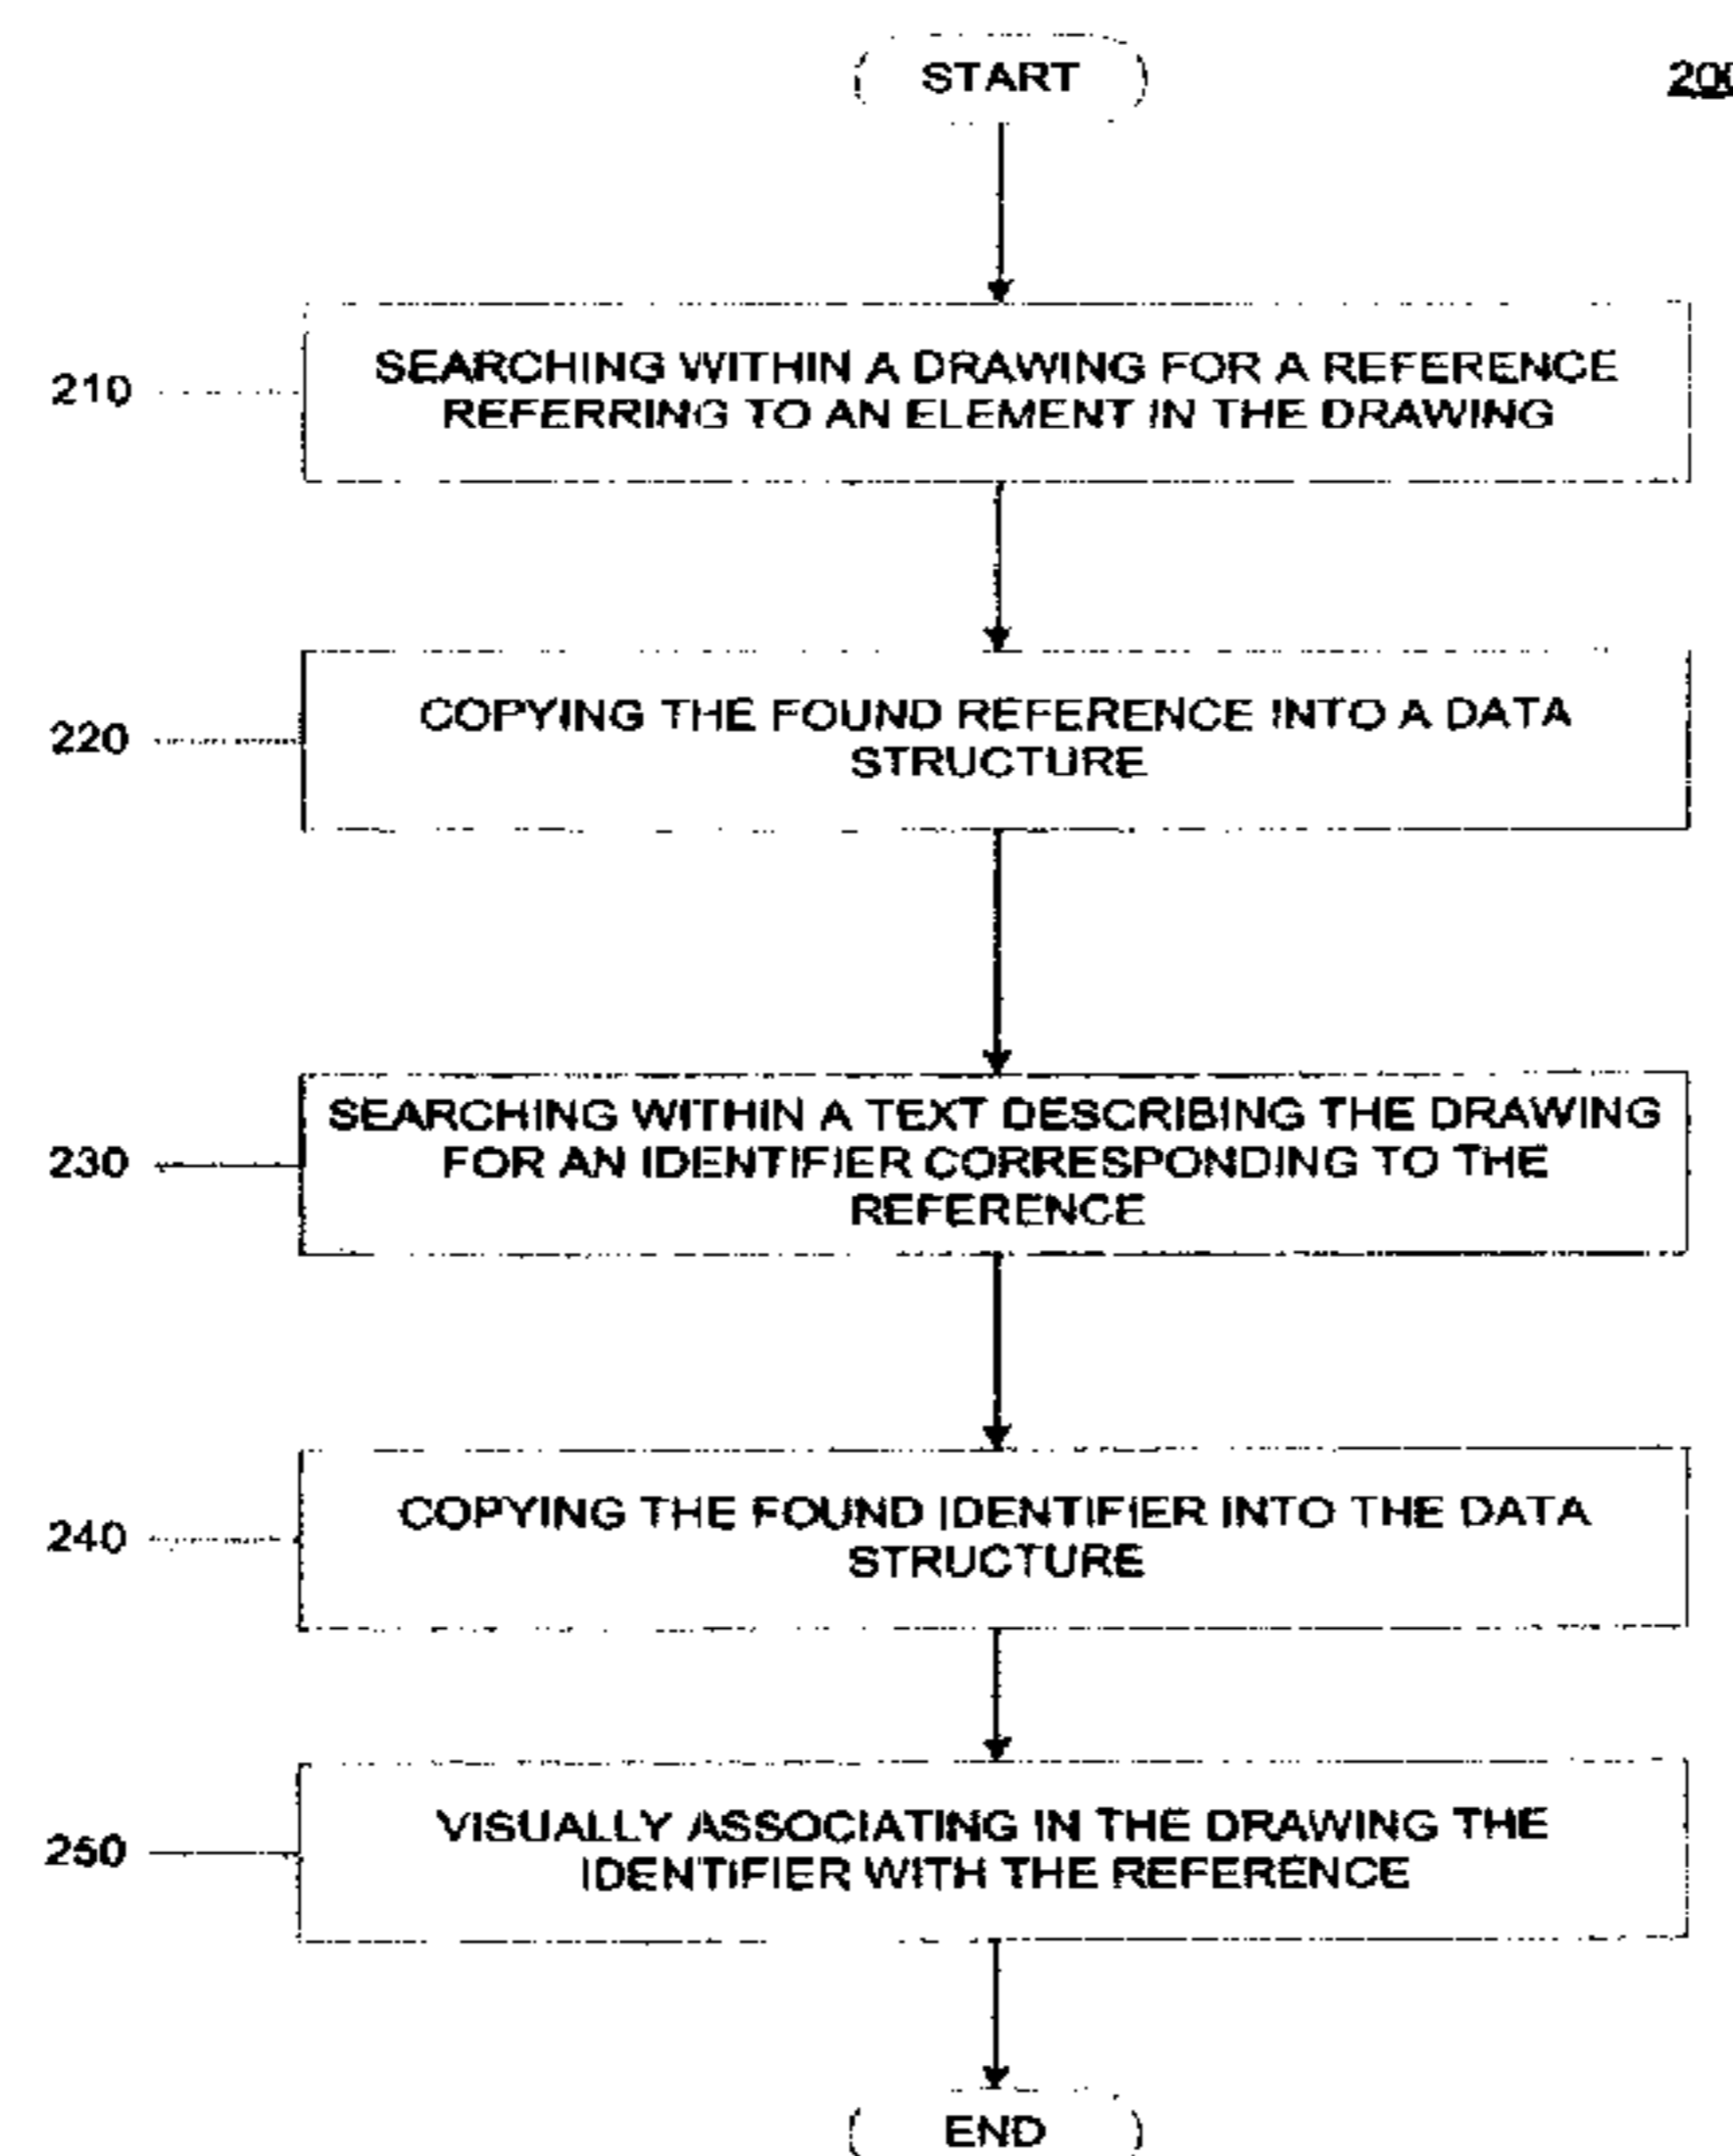 START
200
210
SEARCHING WITHIN A DRAWING FOR A REFERENCE
REFERRING TO AN ELEMENT IN THE DRAWING
220
COPYING THE FOUND REFERENCE INTO A DATA
STRUCTURE
230
SEARCHING WITHIN A TEXT DESCRIBING THE DRAWING
FOR AN IDENTIFIER CORRESPONDING TO THE
REFERENCE
240
COPYING THE FOUND IDENTIFIER INTO THE DATA
STRUCTURE
250
VISUALLY ASSOCIATING IN THE DRAWING THE
IDENTIFIER WITH THE REFERENCE
END